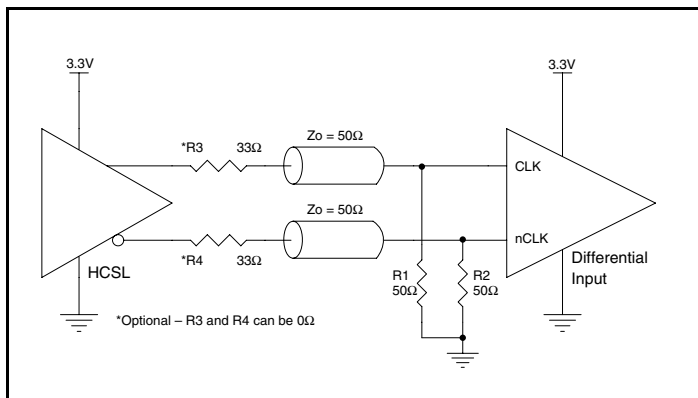 3.3V
3.3V
*R3
33Ω
Zo = 50Ω
CLK
Zo = 50Ω
nCLK
*R4
33Ω
HCSL
R1
50Ω
R2
50Ω
Differential
Input
*Optional – R3 and R4 can be 0Ω